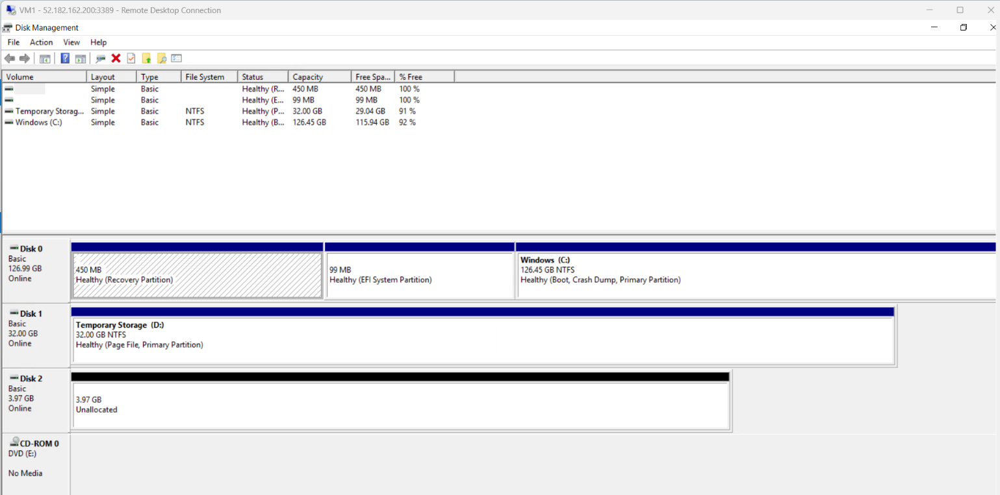 VM1 - 52.182.162.200:3389 - Remote Desktop Connection
Disk Management
File Action View Help
Volume Layout Type File System Status Capacity Free Spa... % Free
Simple Basic Healthy (R... 450 MB 450 MB 100 %
Simple Basic Healthy (E... 99 MB 99 MB 100 %
Temporary Storag... Simple Basic NTFS Healthy (P... 32.00 GB 29.04 GB 91 %
Windows (C:) Simple Basic NTFS Healthy (B... 126.45 GB 115.94 GB 92 %
Disk 0
Basic
126.99 GB
Online
450 MB
Healthy (Recovery Partition)
99 MB
Healthy (EFI System Partition)
Windows (C:)
126.45 GB NTFS
Healthy (Boot, Crash Dump, Primary Partition)
Disk 1
Basic
32.00 GB
Online
Temporary Storage (D:)
32.00 GB NTFS
Healthy (Page File, Primary Partition)
Disk 2
Basic
3.97 GB
Online
3.97 GB
Unallocated
CD-ROM 0
DVD (E:)
No Media